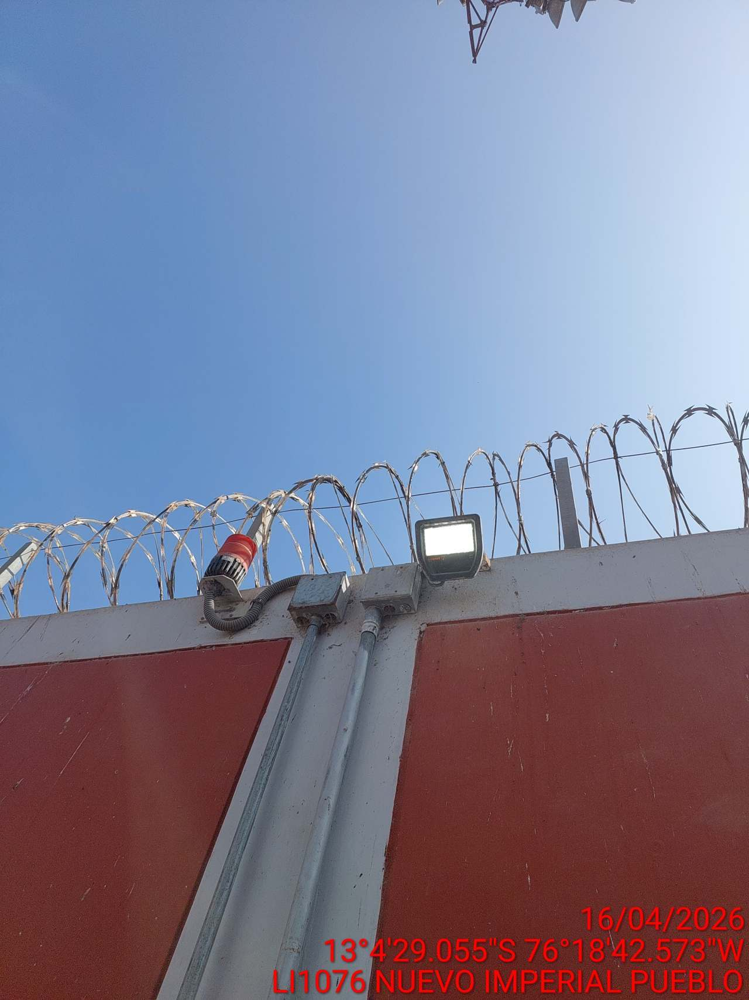 16/04/2026
13°4'29.055"S 76°18'42.573"W
LI1076 NUEVO IMPERIAL PUEBLO